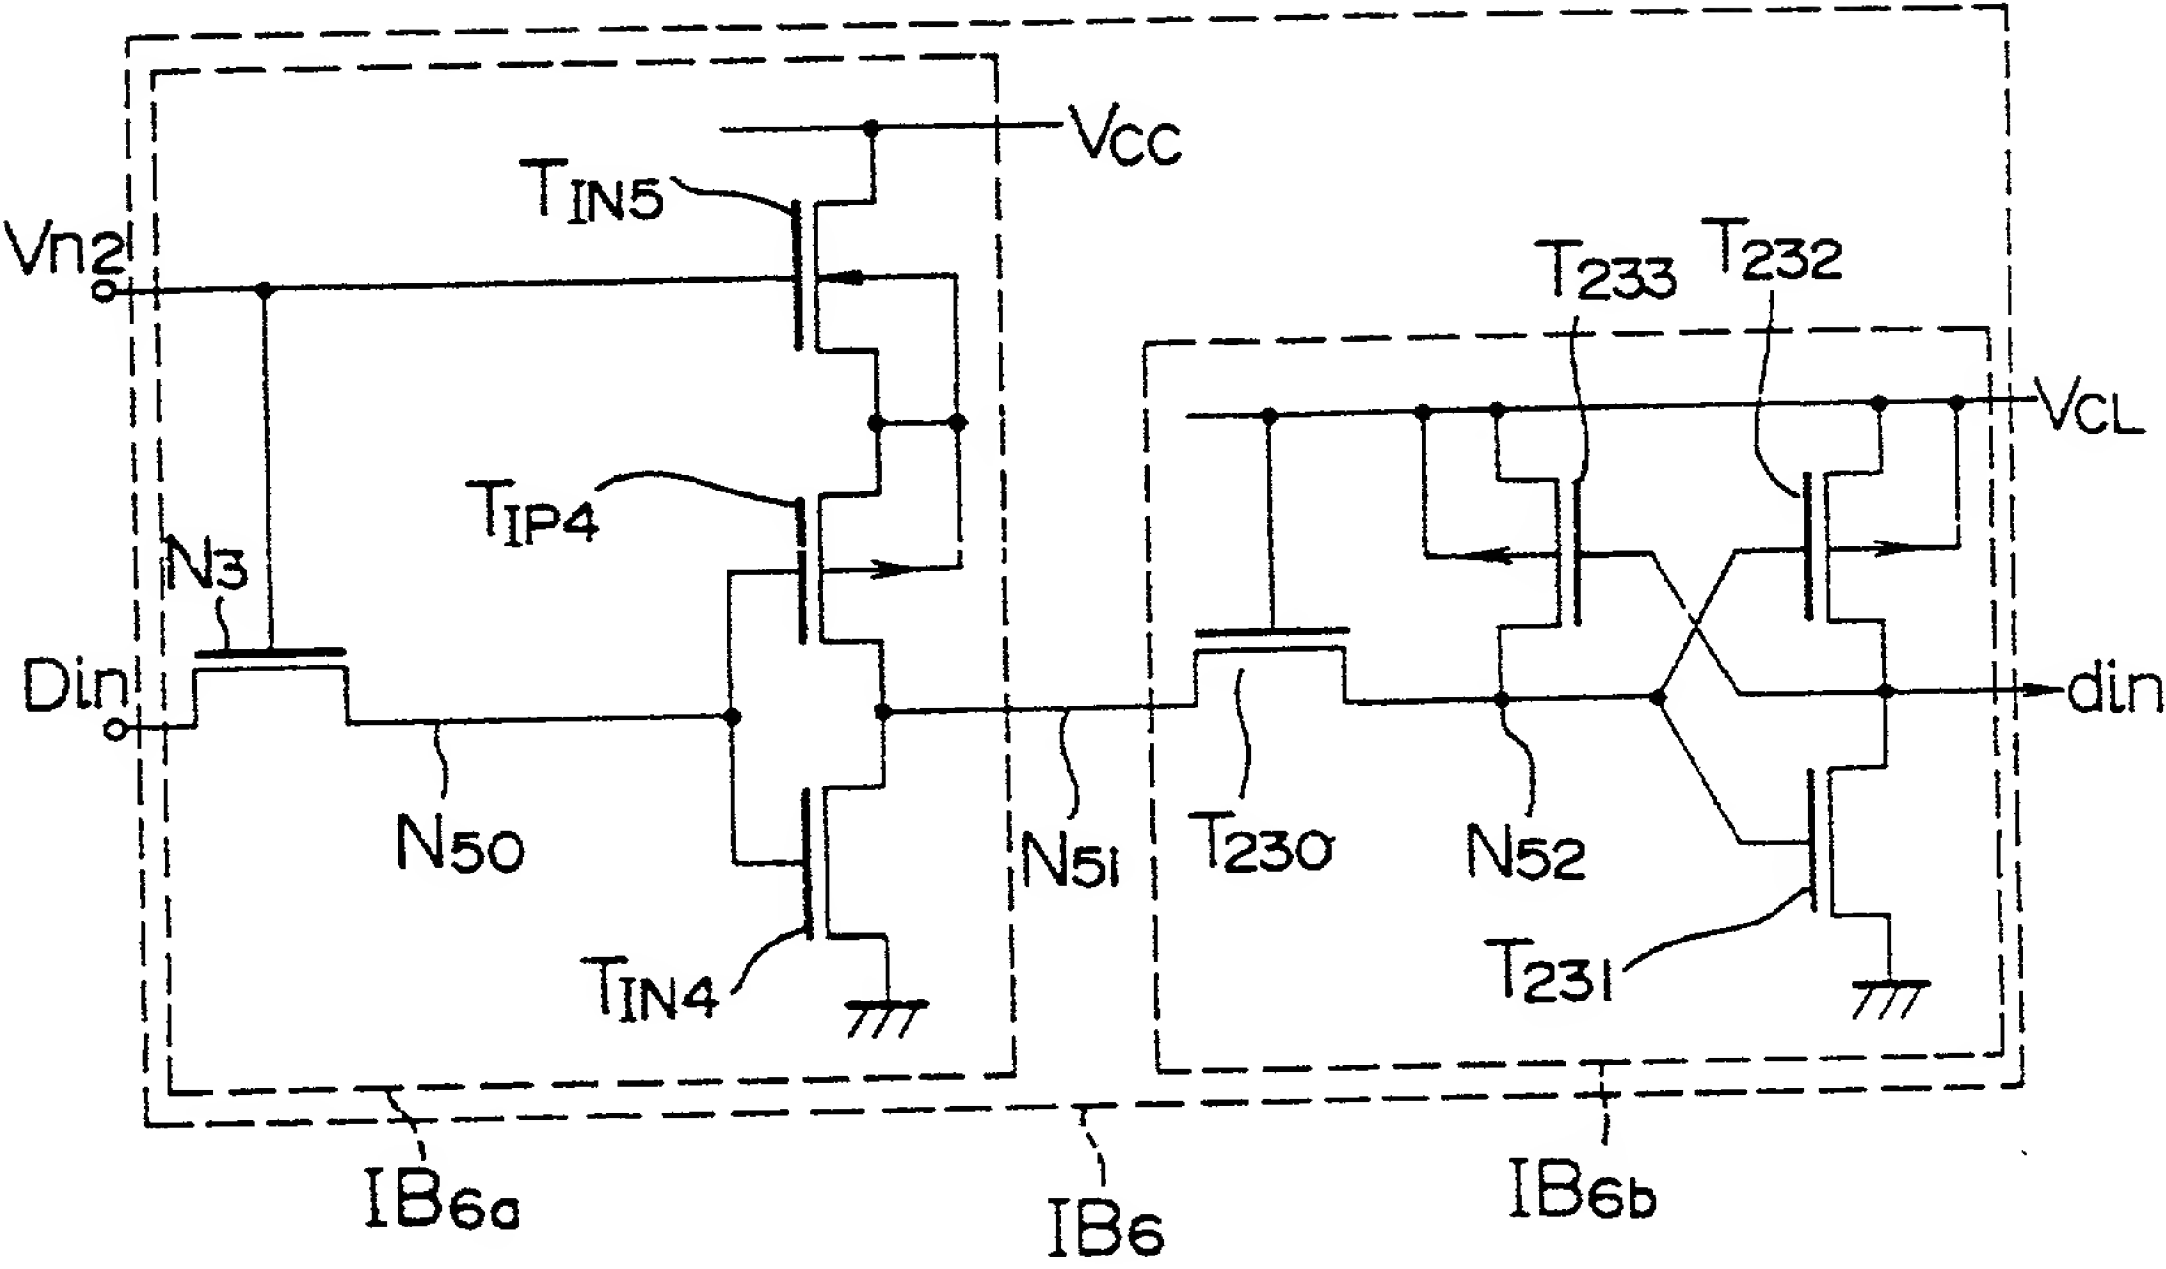 VCC
TIN5
Vn2
T233
T232
VCL
TIP4
N3
Din
din
N50
N51
T230
N52
T231
TIN4
IB6a
IB6
IB6b